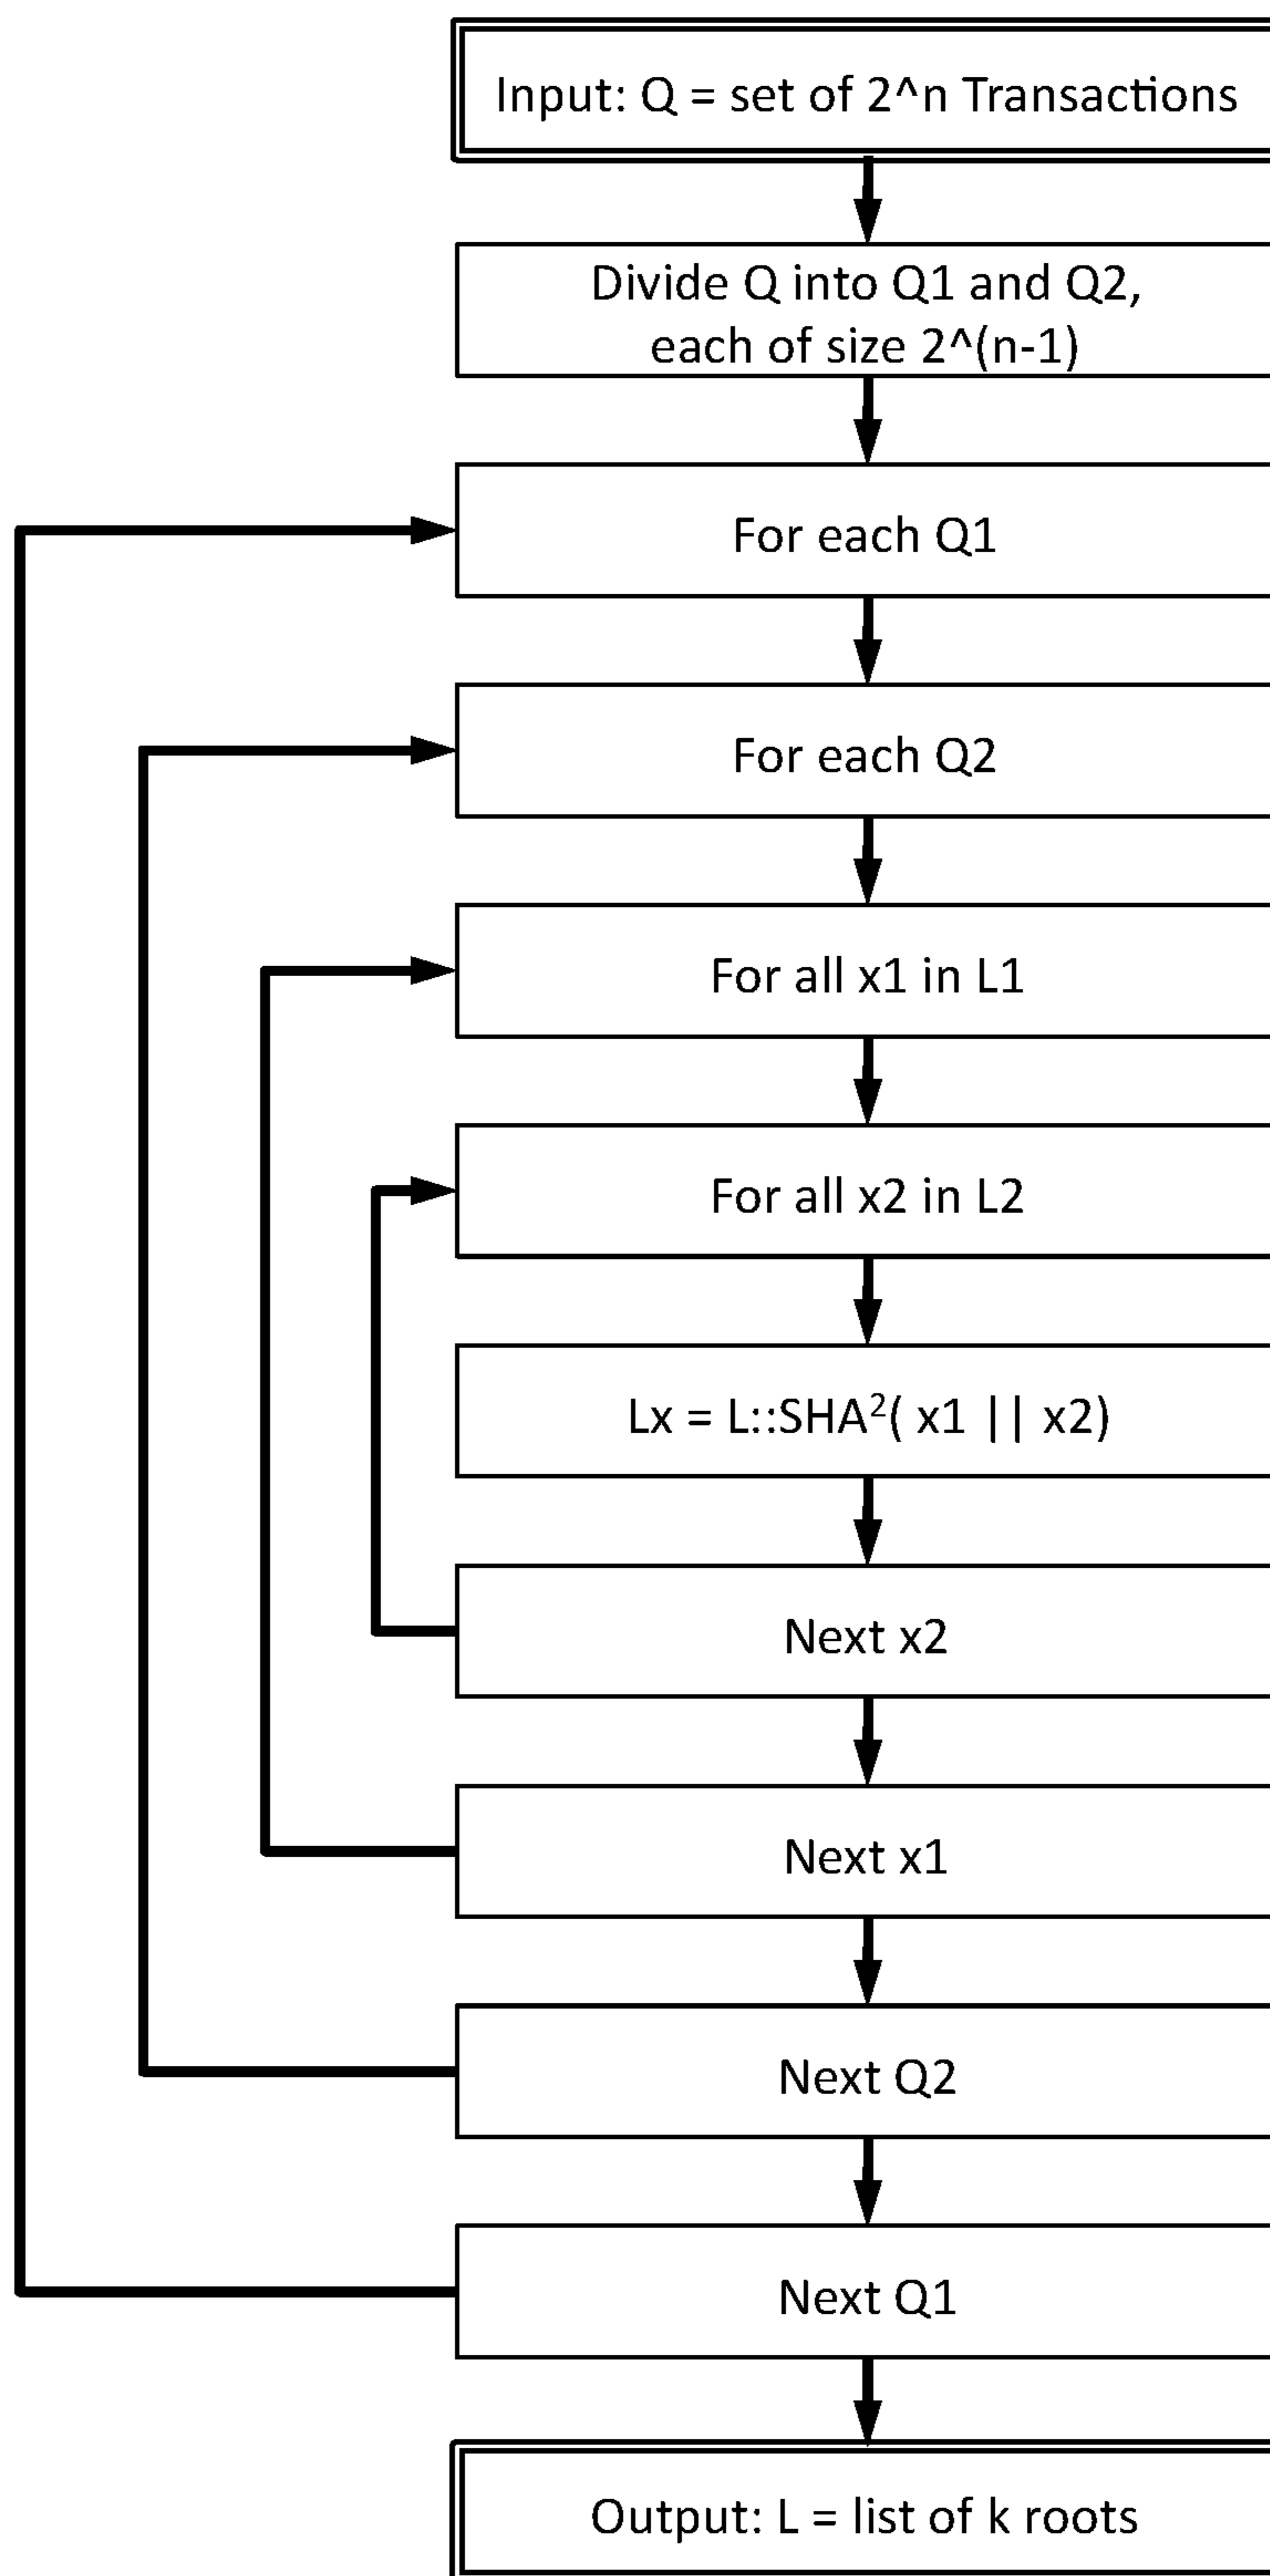 Input: Q = set of 2^n Transactions
Divide Q into Q1 and Q2,
each of size 2^(n-1)
For each Q1
For each Q2
For all x1 in L1
For all x2 in L2
Lx = L::SHA²( x1 || x2)
Next x2
Next x1
Next Q2
Next Q1
Output: L = list of k roots